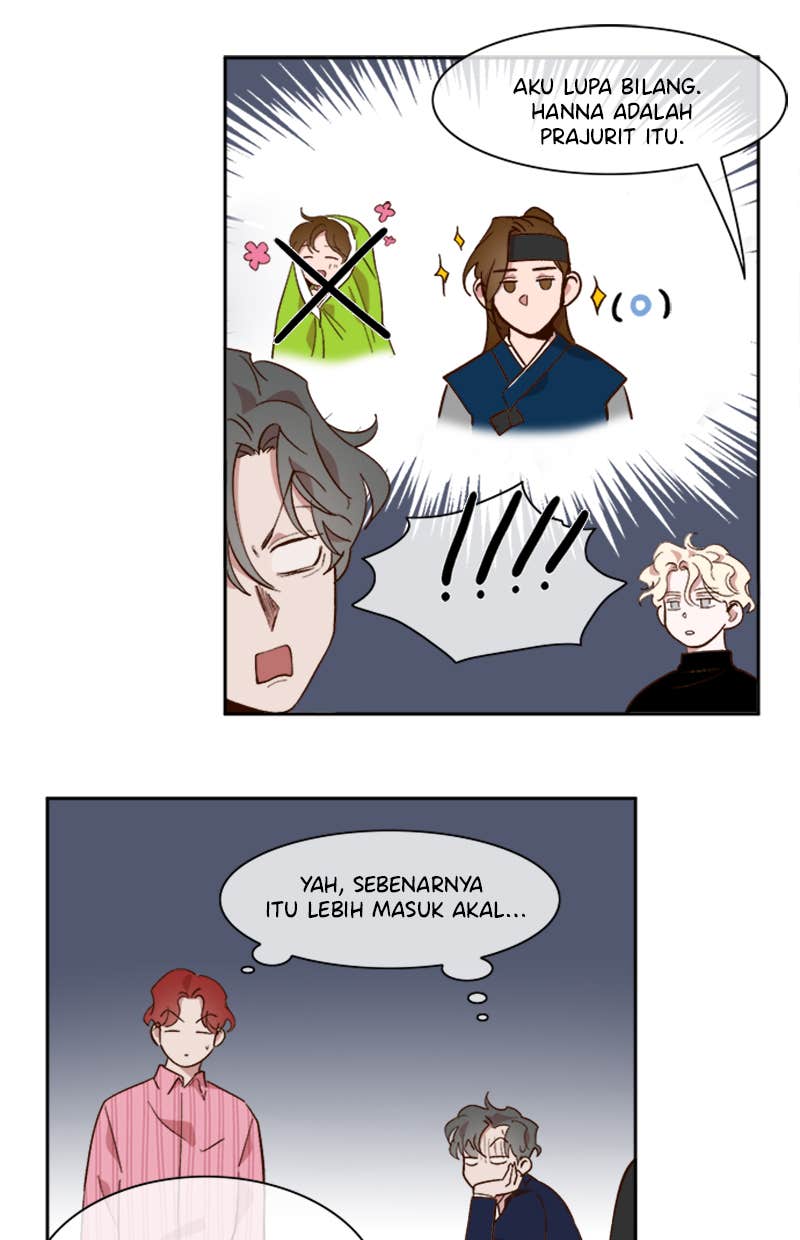 AKU LUPA BILANG.
HANNA ADALAH
PRAJURIT ITU.
(O)
!!!!
YAH, SEBENARNYA
ITU LEBIH MASUK AKAL...